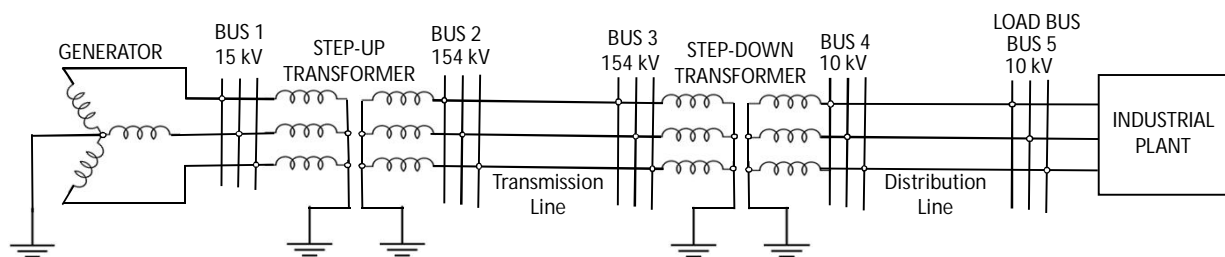 GENERATOR
BUS 1
15 kV
STEP-UP
TRANSFORMER
BUS 2
154 kV
Transmission
Line
BUS 3
154 kV
STEP-DOWN
TRANSFORMER
BUS 4
10 kV
Distribution
Line
LOAD BUS
BUS 5
10 kV
INDUSTRIAL
PLANT